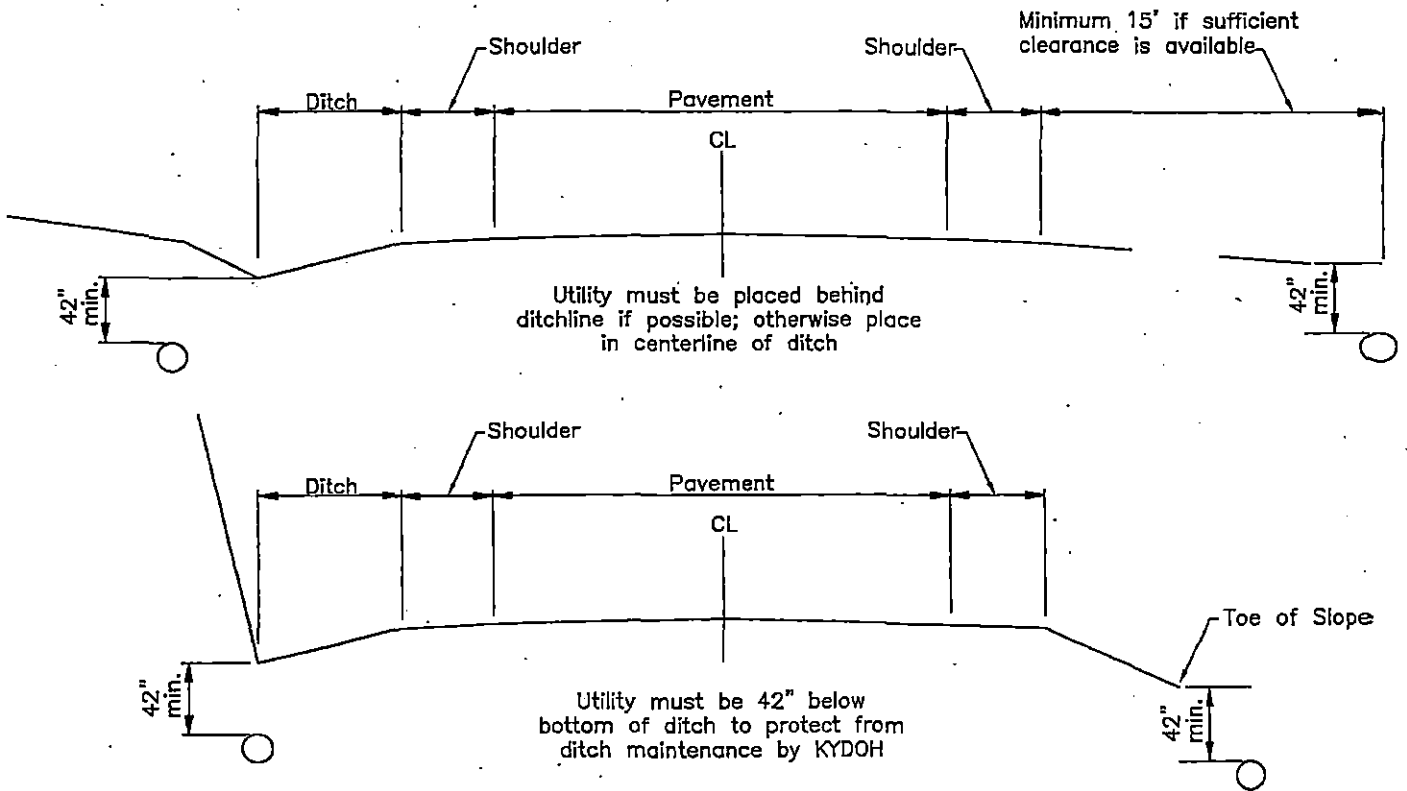 Minimum 15' if sufficient
clearance is available
Shoulder
Shoulder
Ditch
Pavement
CL
42"
min.
42"
min.
Utility must be placed behind
ditchline if possible; otherwise place
in centerline of ditch
Shoulder
Shoulder
Ditch
Pavement
CL
Toe of Slope
42"
min.
42"
min.
Utility must be 42" below
bottom of ditch to protect from
ditch maintenance by KYDOH